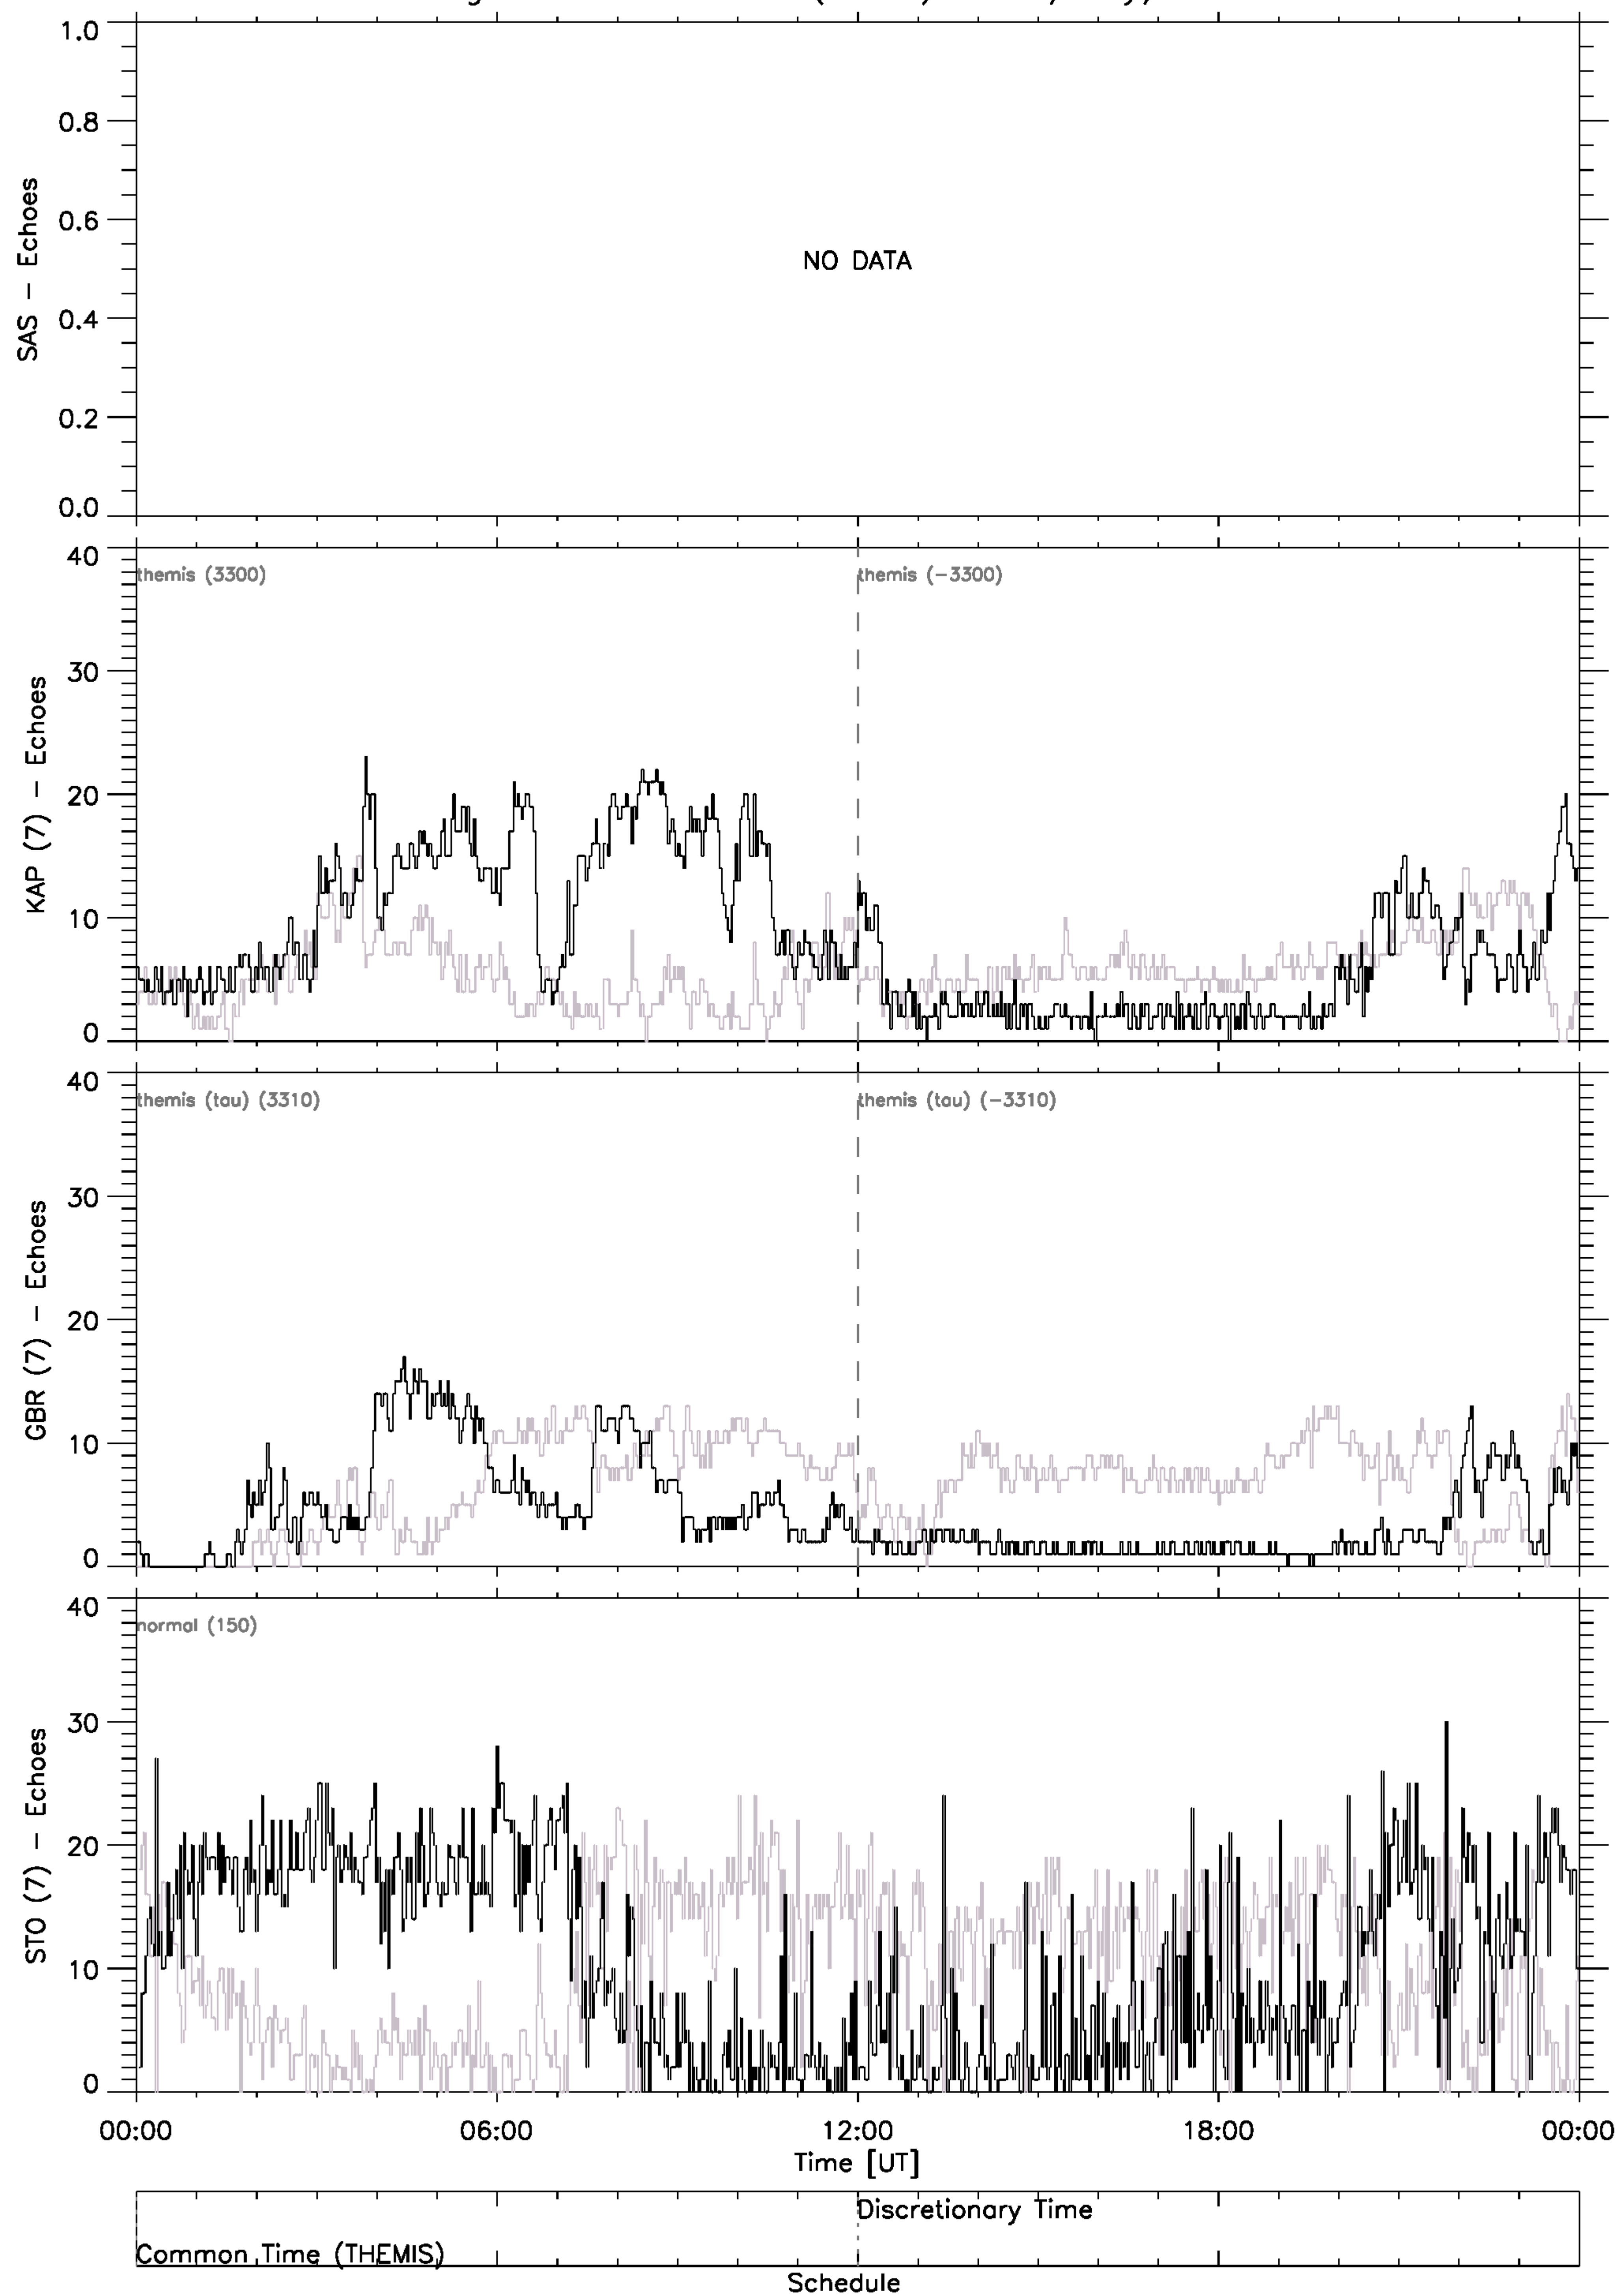 1.0
0.8
0.6
0.4
0.2
0.0
SAS – Echoes
NO DATA
40
30
20
10
0
KAP (7) – Echoes
themis (3300)
themis (−3300)
40
30
20
10
0
GBR (7) – Echoes
themis (tau) (3310)
themis (tau) (−3310)
40
30
20
10
0
STO (7) – Echoes
normal (150)
00:00 06:00 12:00 18:00 00:00
Time [UT]
Discretionary Time
Common Time (THEMIS)
Schedule